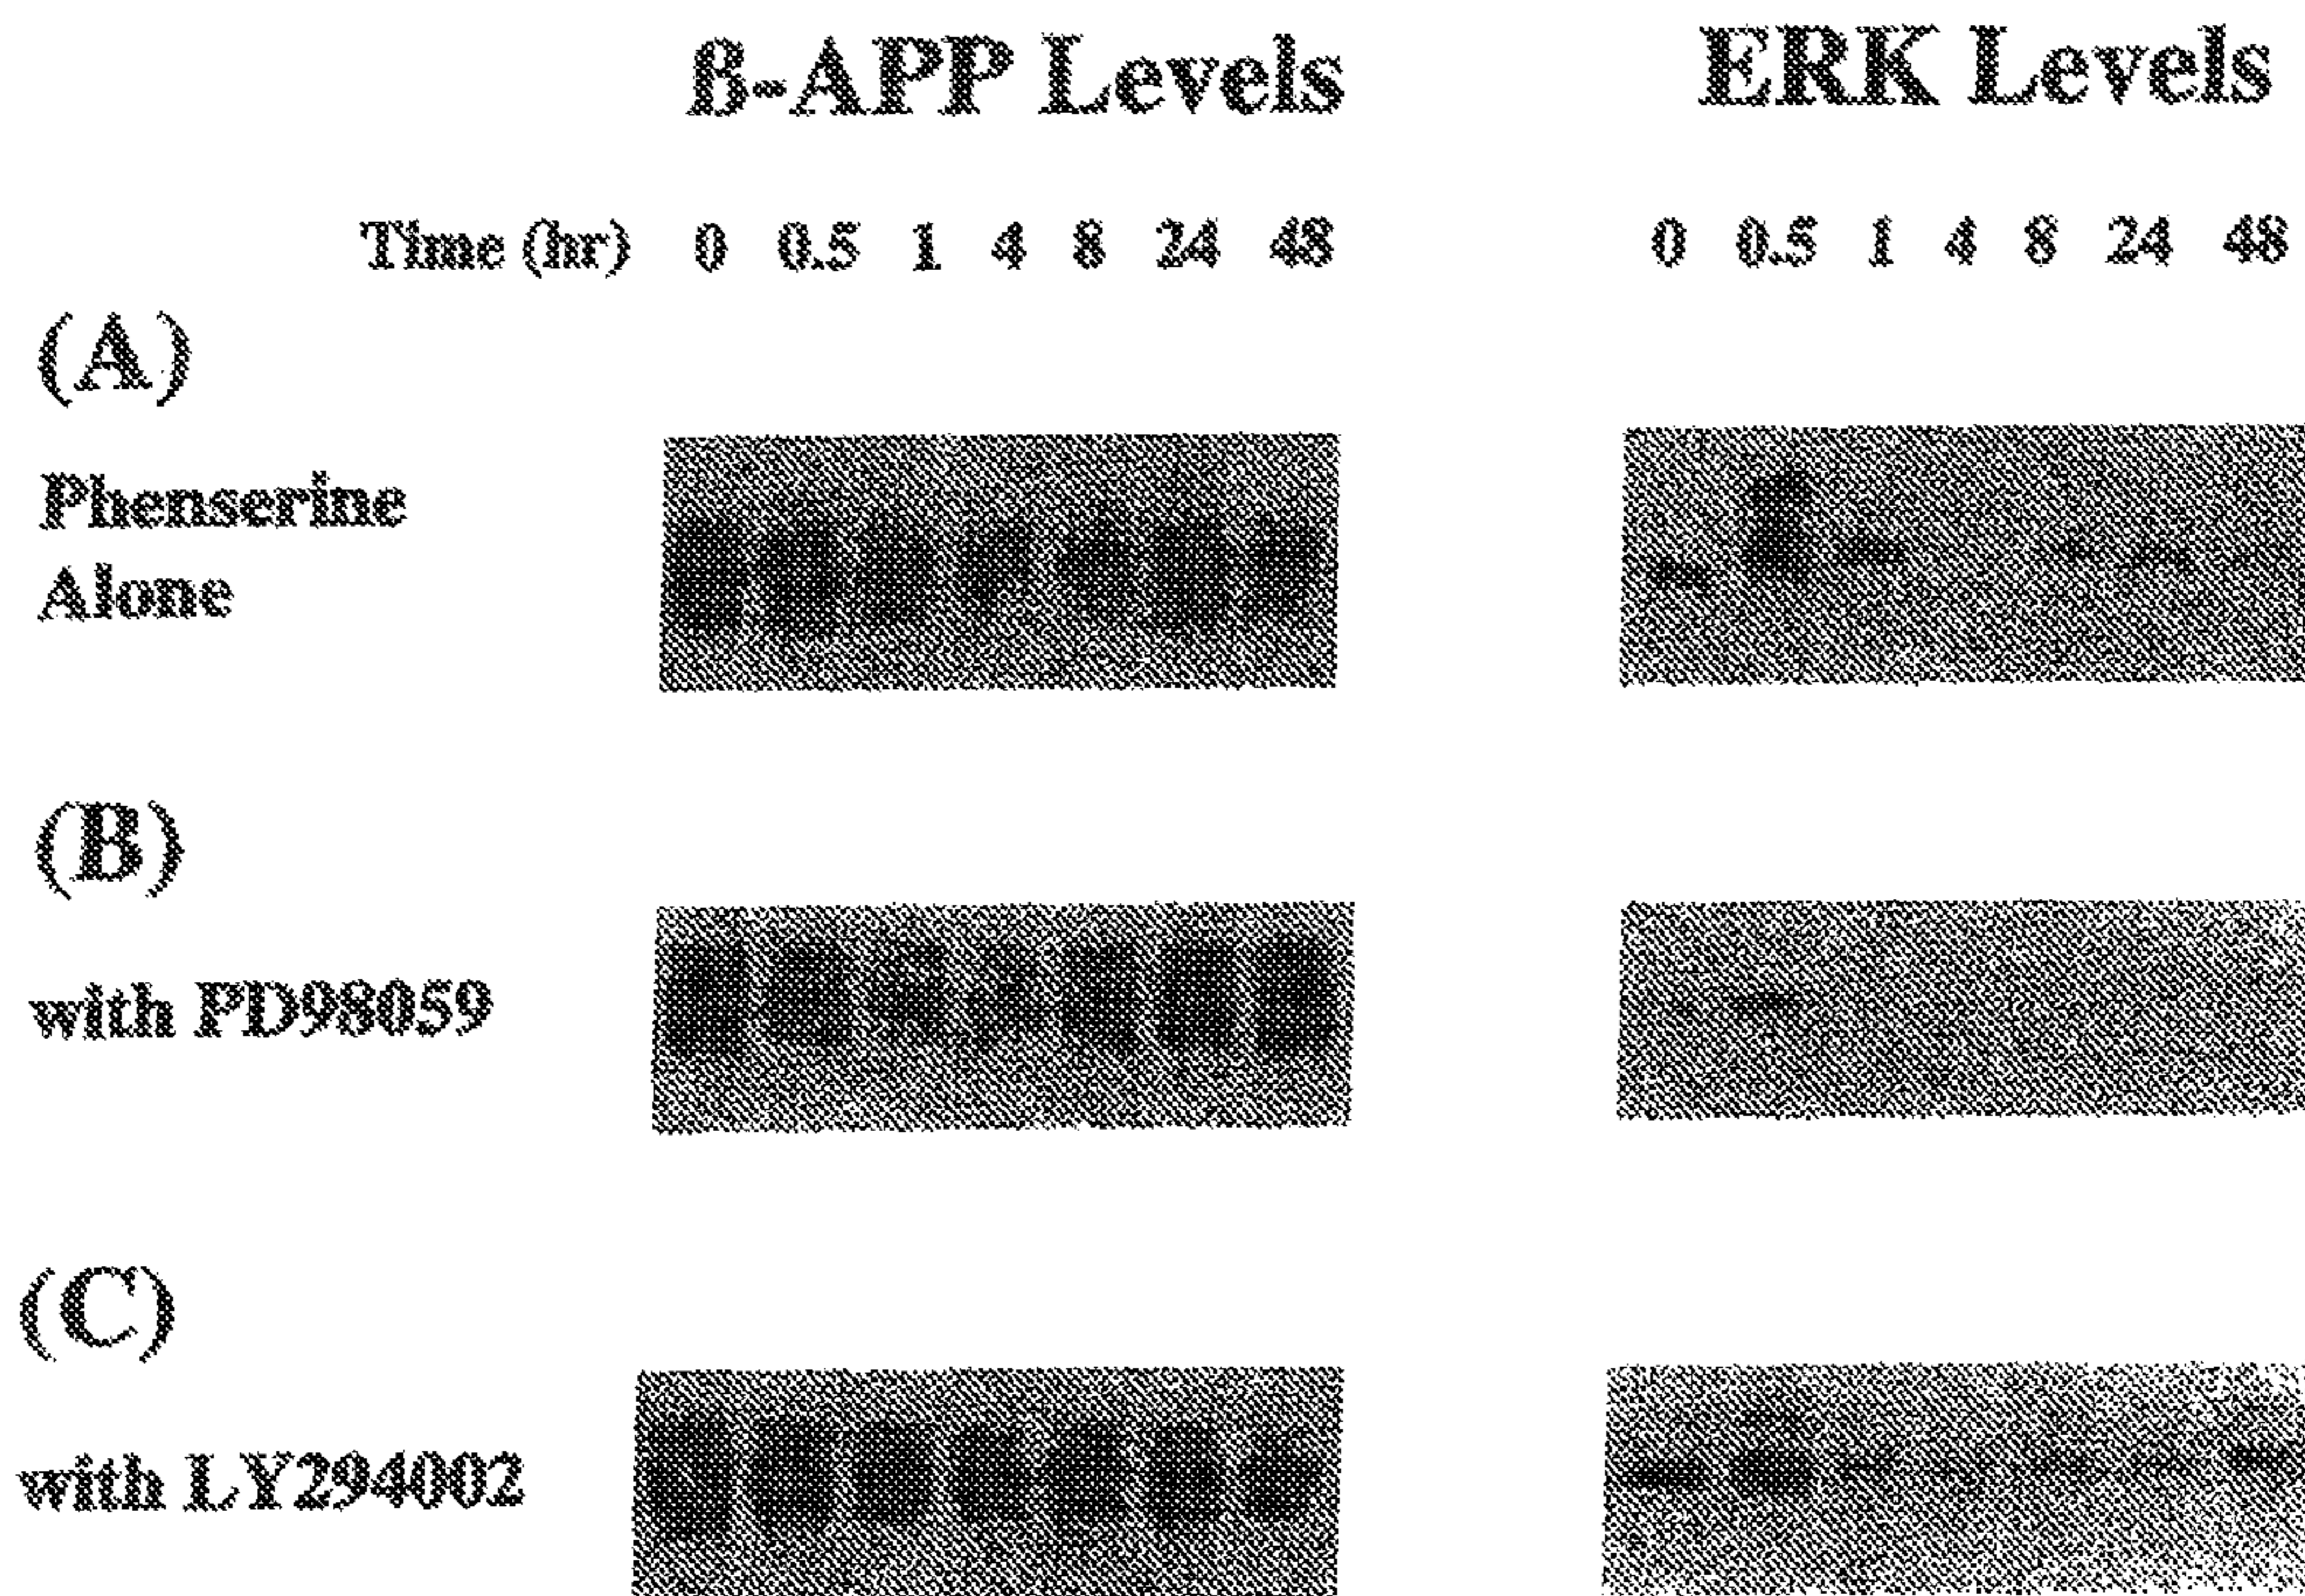 ß-APP Levels ERK Levels
Time (hr) 0 0.5 1 4 8 24 48 0 0.5 1 4 8 24 48
(A)
Phenserine
Alone
(B)
with PD98059
(C)
with LY294002